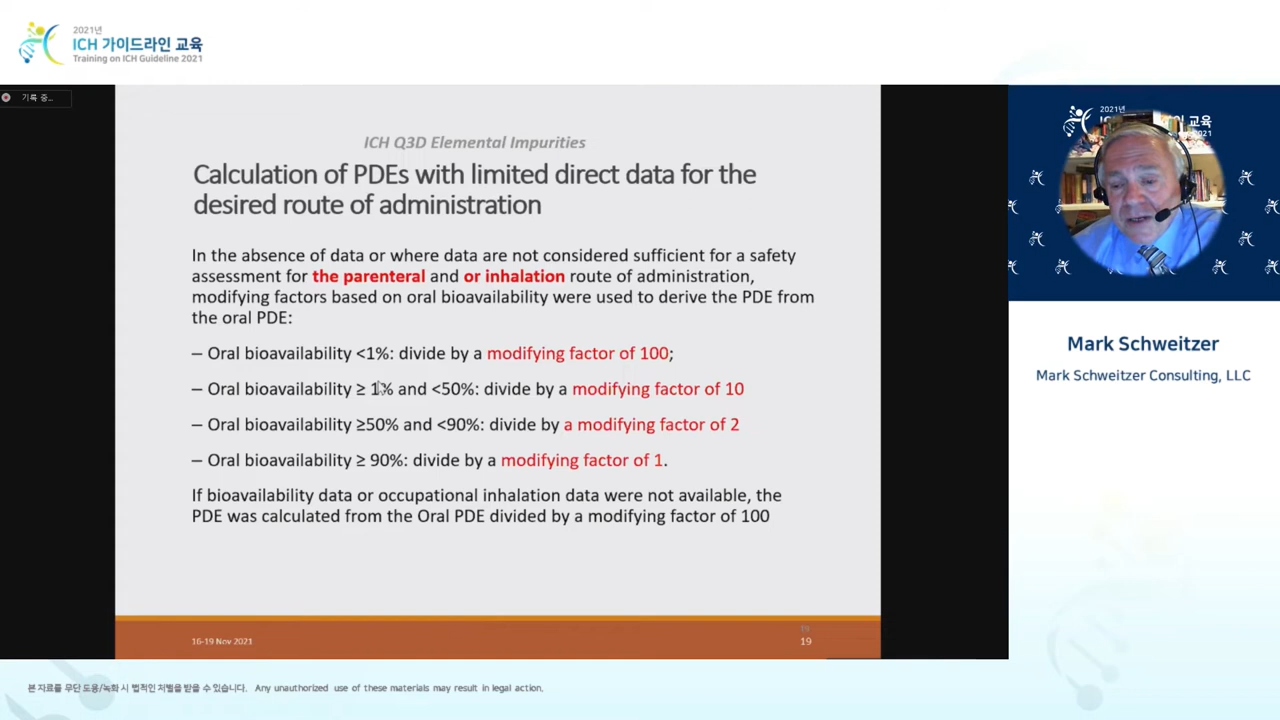 2021년
ICH 가이드라인 교육
Training on ICH Guideline 2021
기록 중...
ICH Q3D Elemental Impurities
Calculation of PDEs with limited direct data for the
desired route of administration
In the absence of data or where data are not considered sufficient for a safety
assessment for the parenteral and or inhalation route of administration,
modifying factors based on oral bioavailability were used to derive the PDE from
the oral PDE:
– Oral bioavailability <1%: divide by a modifying factor of 100;
– Oral bioavailability ≥ 1% and <50%: divide by a modifying factor of 10
– Oral bioavailability ≥50% and <90%: divide by a modifying factor of 2
– Oral bioavailability ≥ 90%: divide by a modifying factor of 1.
If bioavailability data or occupational inhalation data were not available, the
PDE was calculated from the Oral PDE divided by a modifying factor of 100
16-19 Nov 2021
19
19
2021년
교육
2021
Mark Schweitzer
Mark Schweitzer Consulting, LLC
본 자료를 무단 도용/녹화 시 법적인 처벌을 받을 수 있습니다. Any unauthorized use of these materials may result in legal action.